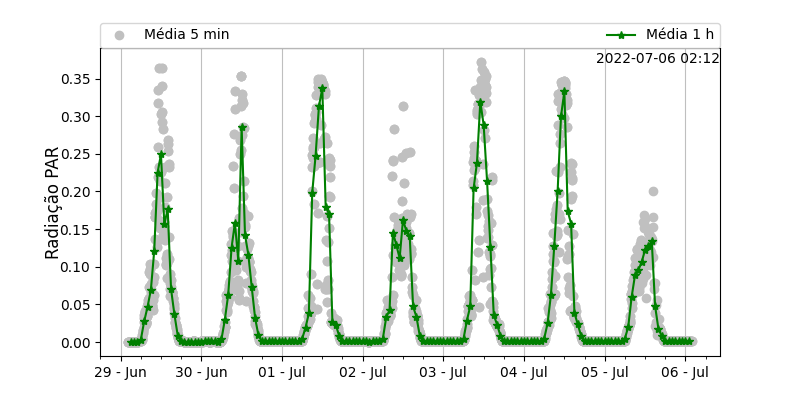 Média 5 min
Média 1 h
2022-07-06 02:12
Radiação PAR
0.35
0.30
0.25
0.20
0.15
0.10
0.05
0.00
29 - Jun
30 - Jun
01 - Jul
02 - Jul
03 - Jul
04 - Jul
05 - Jul
06 - Jul